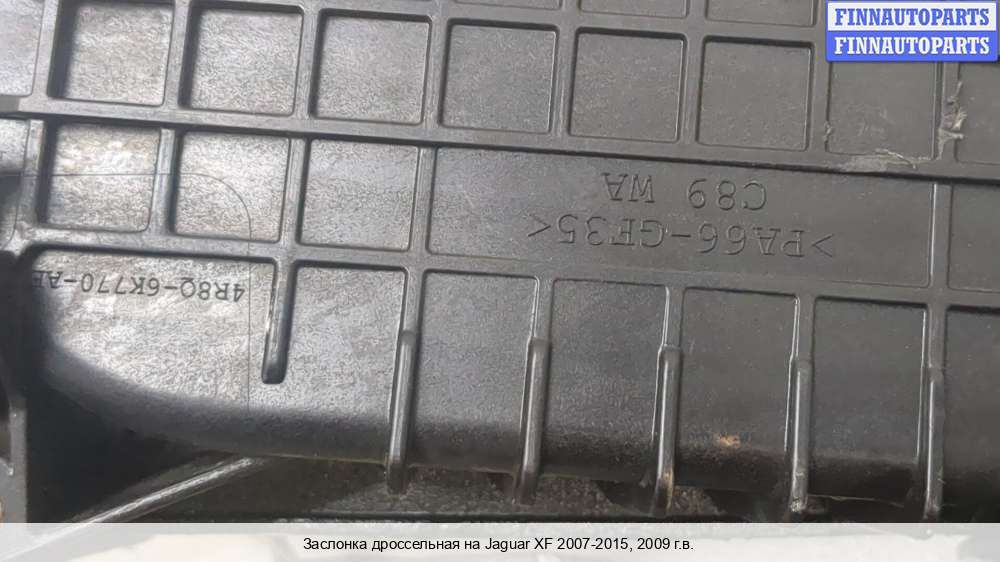 FINNAUTOPARTS
FINNAUTOPARTS
C89 WA
>PA66-GF35<
4R8Q-6K770-AE
Заслонка дроссельная на Jaguar XF 2007-2015, 2009 г.в.